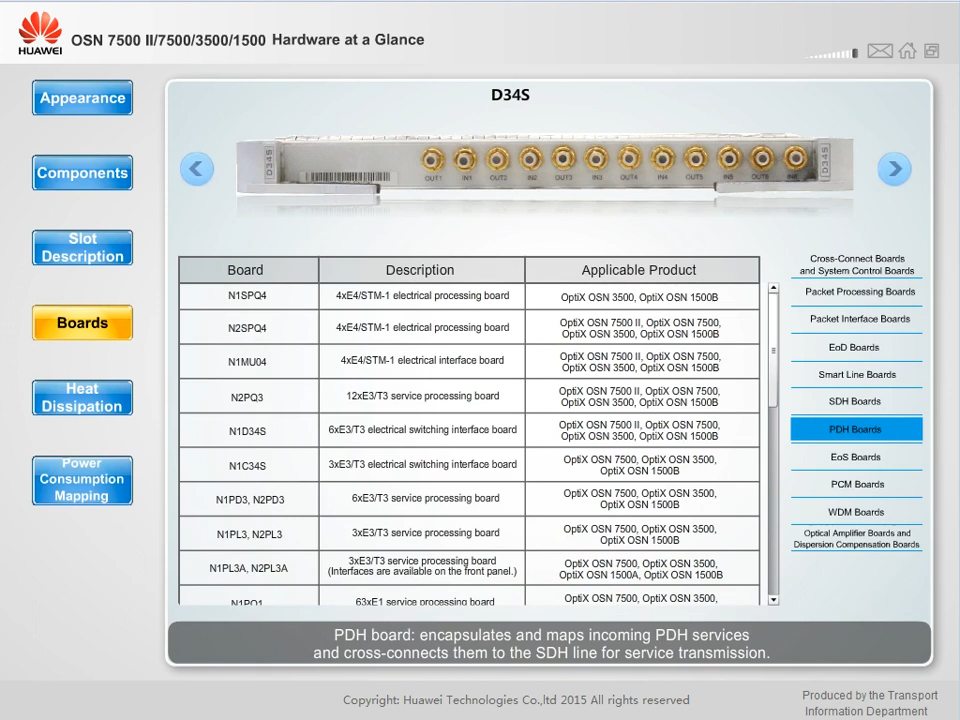 HUAWEI
OSN 7500 II/7500/3500/1500 Hardware at a Glance
Appearance
Components
Slot
Description
Boards
Heat
Dissipation
Power
Consumption
Mapping
D34S
D34S
D34S
OUT1 IN1 OUT2 IN2 OUT3 IN3 OUT4 IN4 OUT5 IN5 OUT6 IN6
Board Description Applicable Product
N1SPQ4 4xE4/STM-1 electrical processing board OptiX OSN 3500, OptiX OSN 1500B
N2SPQ4 4xE4/STM-1 electrical processing board OptiX OSN 7500 II, OptiX OSN 7500,
OptiX OSN 3500, OptiX OSN 1500B
N1MU04 4xE4/STM-1 electrical interface board OptiX OSN 7500 II, OptiX OSN 7500,
OptiX OSN 3500, OptiX OSN 1500B
N2PQ3 12xE3/T3 service processing board OptiX OSN 7500 II, OptiX OSN 7500,
OptiX OSN 3500, OptiX OSN 1500B
N1D34S 6xE3/T3 electrical switching interface board OptiX OSN 7500 II, OptiX OSN 7500,
OptiX OSN 3500, OptiX OSN 1500B
N1C34S 3xE3/T3 electrical switching interface board OptiX OSN 7500, OptiX OSN 3500,
OptiX OSN 1500B
N1PD3, N2PD3 6xE3/T3 service processing board OptiX OSN 7500, OptiX OSN 3500,
OptiX OSN 1500B
N1PL3, N2PL3 3xE3/T3 service processing board OptiX OSN 7500, OptiX OSN 3500,
OptiX OSN 1500B
N1PL3A, N2PL3A 3xE3/T3 service processing board
(Interfaces are available on the front panel.) OptiX OSN 7500, OptiX OSN 3500,
OptiX OSN 1500A, OptiX OSN 1500B
N1PQ1 63xE1 service processing board OptiX OSN 7500, OptiX OSN 3500,
Cross-Connect Boards
and System Control Boards
Packet Processing Boards
Packet Interface Boards
EoD Boards
Smart Line Boards
SDH Boards
PDH Boards
EoS Boards
PCM Boards
WDM Boards
Optical Amplifier Boards and
Dispersion Compensation Boards
PDH board: encapsulates and maps incoming PDH services
and cross-connects them to the SDH line for service transmission.
Copyright: Huawei Technologies Co.,ltd 2015 All rights reserved
Produced by the Transport
Information Department